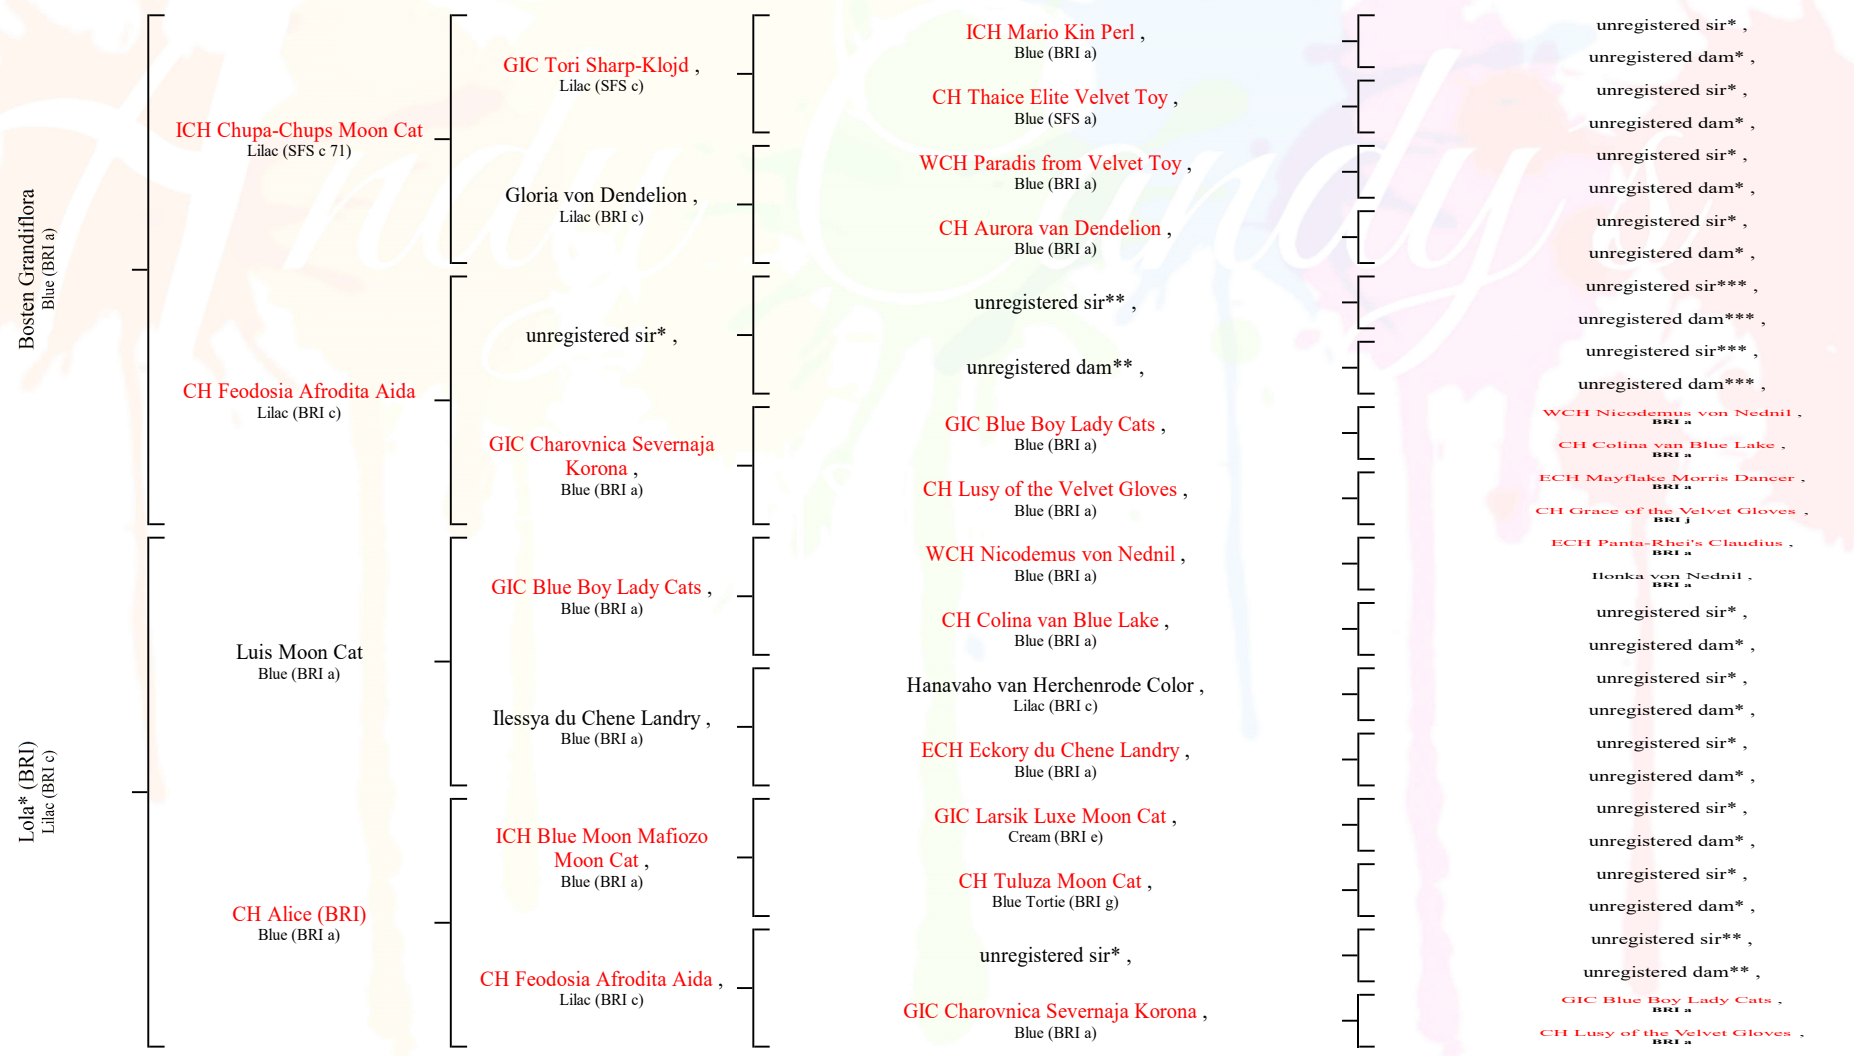 Bosten Grandiflora
Blue (BRI a)
Lola* (BRI)
Lilac (BRI c)
ICH Chupa-Chups Moon Cat
Lilac (SFS c 71)
CH Feodosia Afrodita Aida
Lilac (BRI c)
Luis Moon Cat
Blue (BRI a)
CH Alice (BRI)
Blue (BRI a)
GIC Tori Sharp-Klojd ,
Lilac (SFS c)
Gloria von Dendelion ,
Lilac (BRI c)
unregistered sir* ,
GIC Charovnica Severnaja
Korona ,
Blue (BRI a)
GIC Blue Boy Lady Cats ,
Blue (BRI a)
Ilessya du Chene Landry ,
Blue (BRI a)
ICH Blue Moon Mafiozo
Moon Cat ,
Blue (BRI a)
CH Feodosia Afrodita Aida ,
Lilac (BRI c)
ICH Mario Kin Perl ,
Blue (BRI a)
CH Thaice Elite Velvet Toy ,
Blue (SFS a)
WCH Paradis from Velvet Toy ,
Blue (BRI a)
CH Aurora van Dendelion ,
Blue (BRI a)
unregistered sir** ,
unregistered dam** ,
GIC Blue Boy Lady Cats ,
Blue (BRI a)
CH Lusy of the Velvet Gloves ,
Blue (BRI a)
WCH Nicodemus von Nednil ,
Blue (BRI a)
CH Colina van Blue Lake ,
Blue (BRI a)
Hanavaho van Herchenrode Color ,
Lilac (BRI c)
ECH Eckory du Chene Landry ,
Blue (BRI a)
GIC Larsik Luxe Moon Cat ,
Cream (BRI e)
CH Tuluza Moon Cat ,
Blue Tortie (BRI g)
unregistered sir* ,
GIC Charovnica Severnaja Korona ,
Blue (BRI a)
unregistered sir* ,
unregistered dam* ,
unregistered sir* ,
unregistered dam* ,
unregistered sir* ,
unregistered dam* ,
unregistered sir* ,
unregistered dam* ,
unregistered sir*** ,
unregistered dam*** ,
unregistered sir*** ,
unregistered dam*** ,
WCH Nicodemus von Nednil ,
BRI a
CH Colina van Blue Lake ,
BRI a
ECH Mayflake Morris Dancer ,
BRI a
CH Grace of the Velvet Gloves ,
BRI j
ECH Panta-Rhei's Claudius ,
BRI a
Ilonka von Nednil ,
BRI a
unregistered sir* ,
unregistered dam* ,
unregistered sir* ,
unregistered dam* ,
unregistered sir* ,
unregistered dam* ,
unregistered sir* ,
unregistered dam* ,
unregistered sir* ,
unregistered dam* ,
unregistered sir** ,
unregistered dam** ,
GIC Blue Boy Lady Cats ,
BRI a
CH Lusy of the Velvet Gloves ,
BRI a